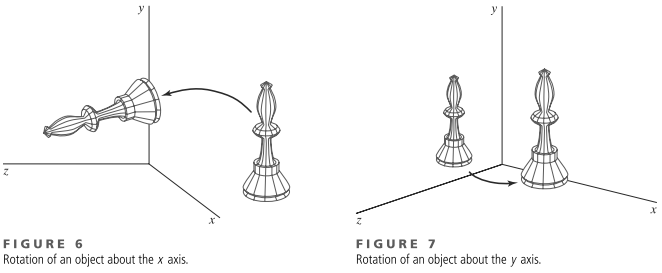 y
z
x
FIGURE 6
Rotation of an object about the x axis.
y
z
x
FIGURE 7
Rotation of an object about the y axis.